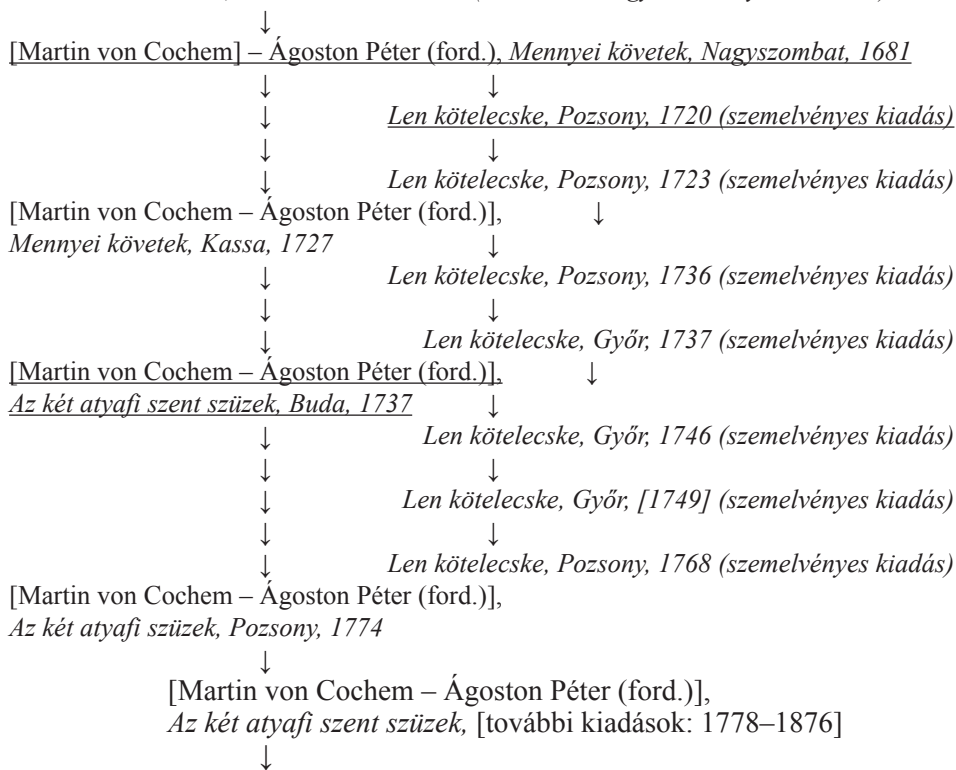 ↓
[Martin von Cochem] – Ágoston Péter (ford.), Mennyei követek, Nagyszombat, 1681
↓ ↓
↓ Len kötelecske, Pozsony, 1720 (szemelvényes kiadás)
↓ ↓
↓ Len kötelecske, Pozsony, 1723 (szemelvényes kiadás)
[Martin von Cochem – Ágoston Péter (ford.)], ↓
Mennyei követek, Kassa, 1727 ↓
↓ Len kötelecske, Pozsony, 1736 (szemelvényes kiadás)
↓ ↓
↓ Len kötelecske, Győr, 1737 (szemelvényes kiadás)
[Martin von Cochem – Ágoston Péter (ford.)], ↓
Az két atyafi szent szüzek, Buda, 1737 ↓
↓ Len kötelecske, Győr, 1746 (szemelvényes kiadás)
↓ ↓
↓ Len kötelecske, Győr, [1749] (szemelvényes kiadás)
↓ ↓
↓ Len kötelecske, Pozsony, 1768 (szemelvényes kiadás)
[Martin von Cochem – Ágoston Péter (ford.)],
Az két atyafi szüzek, Pozsony, 1774
↓
[Martin von Cochem – Ágoston Péter (ford.)],
Az két atyafi szent szüzek, [további kiadások: 1778–1876]
↓